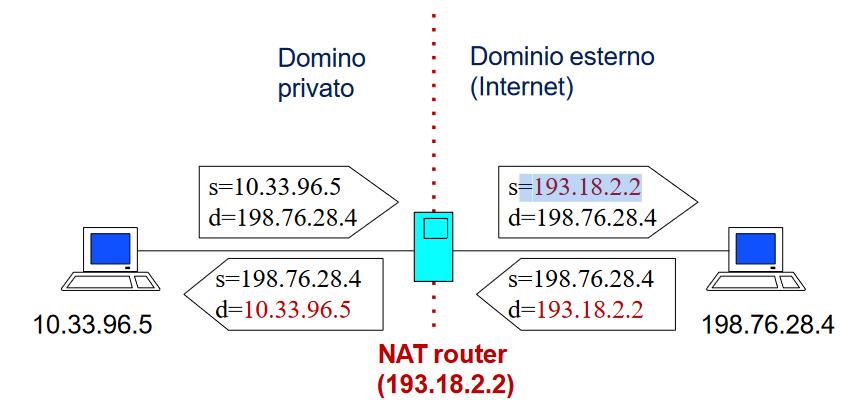 Domino
privato
Dominio esterno
(Internet)
s=10.33.96.5
d=198.76.28.4
s=193.18.2.2
d=198.76.28.4
s=198.76.28.4
d=10.33.96.5
s=198.76.28.4
d=193.18.2.2
10.33.96.5
198.76.28.4
NAT router
(193.18.2.2)